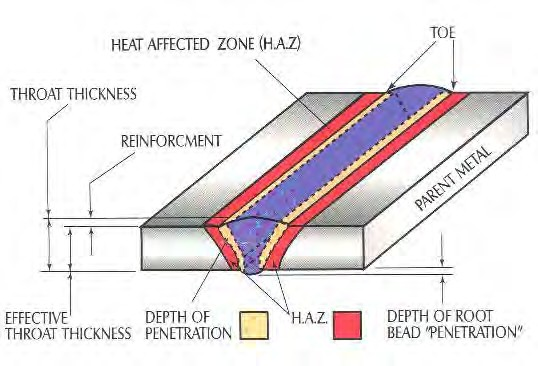 TOE
HEAT AFFECTED ZONE (H.A.Z)
THROAT THICKNESS
REINFORCMENT
PARENT METAL
EFFECTIVE
THROAT THICKNESS
DEPTH OF
PENETRATION
H.A.Z.
DEPTH OF ROOT
BEAD "PENETRATION"